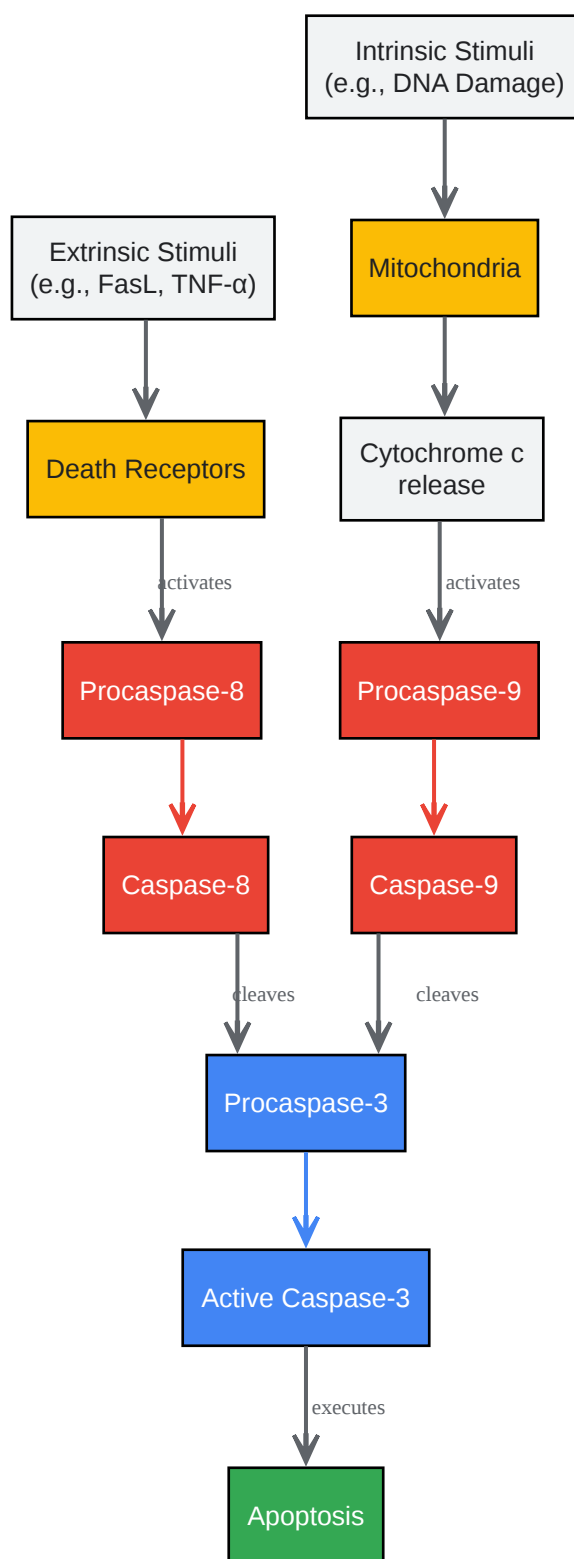 Intrinsic Stimuli
(e.g., DNA Damage)
Extrinsic Stimuli
(e.g., FasL, TNF-α)
Mitochondria
Death Receptors
Cytochrome c
release
activates
activates
Procaspase-8
Procaspase-9
Caspase-8
Caspase-9
cleaves
cleaves
Procaspase-3
Active Caspase-3
executes
Apoptosis